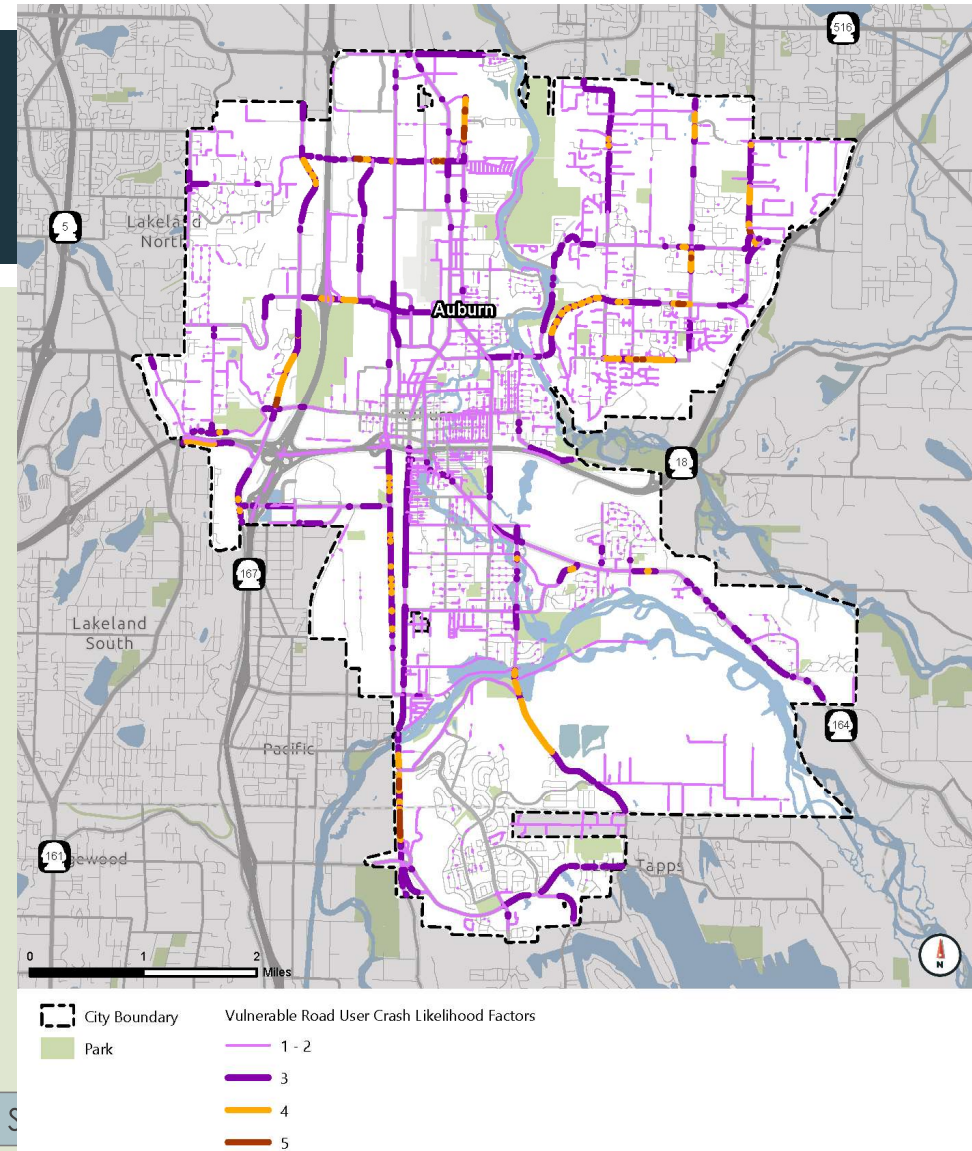 516
5
Lakeland
North
Auburn
18
167
Lakeland
South
164
Pacific
161
Tapps
0 1 2
Miles
N
City Boundary
Park
Vulnerable Road User Crash Likelihood Factors
1 - 2
3
4
5
S